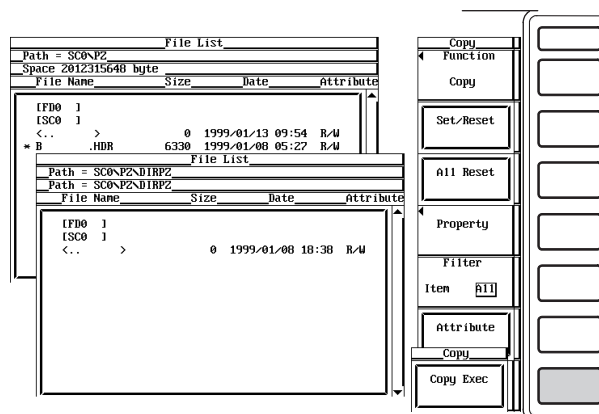 File List
Path = SC0\PZ
Space 2012315648 byte
File Name Size Date Attribute
[FD0 ]
[SC0 ]
<.. > 0 1999/01/13 09:54 R/W
* B .HDR 6330 1999/01/08 05:27 R/W
File List
Path = SC0\PZ\DIRPZ
Path = SC0\PZ\DIRPZ
File Name Size Date Attribute
[FD0 ]
[SC0 ]
<.. > 0 1999/01/08 18:38 R/W
Copy
Function
Copy
Set/Reset
All Reset
Property
Filter
Item All
Attribute
Copy
Copy Exec